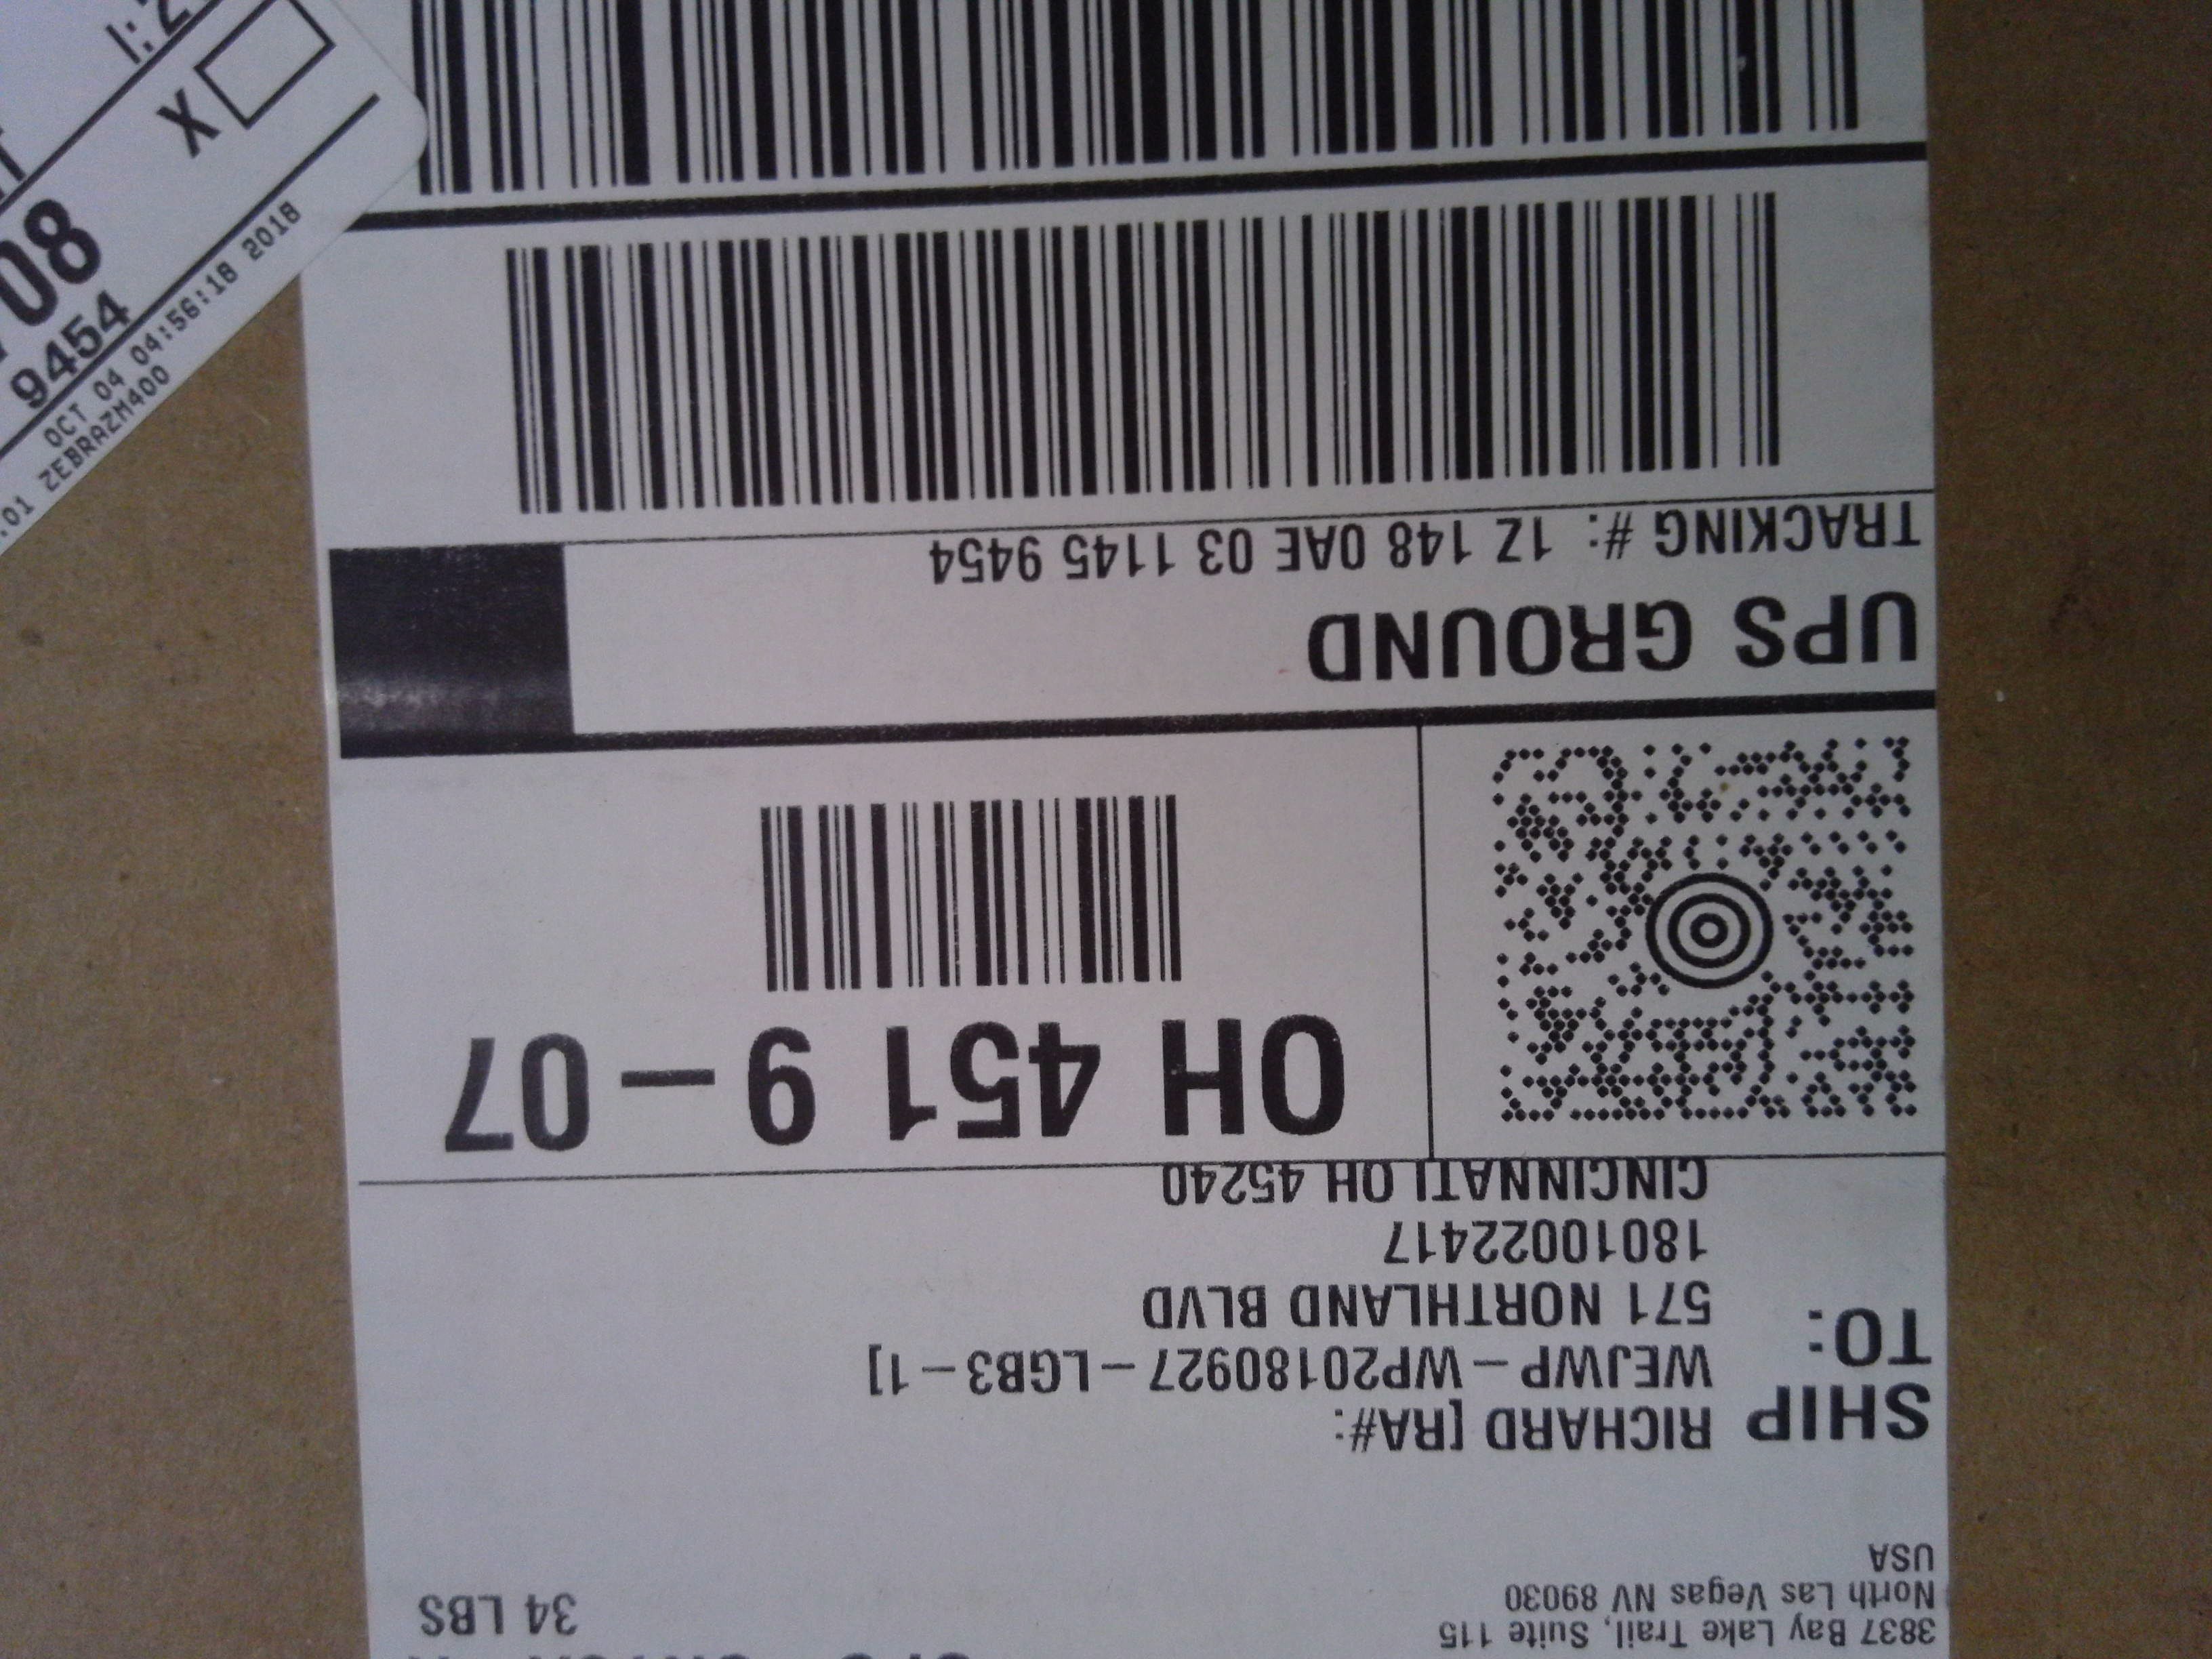 3837 Bay Lake Trail, Suite 115
North Las Vegas NV 89030
USA
34 LBS
SHIP
TO:
RICHARD [RA#:
WEJWP-WP20180927-LGB3-1]
571 NORTHLAND BLVD
18010022417
CINCINNATI OH 45240
OH 451 9-07
UPS GROUND
TRACKING #: 1Z 148 0AE 03 1145 9454
X
08
9454
OCT 04 04:56:18 2018
.01 ZEBRAZM400